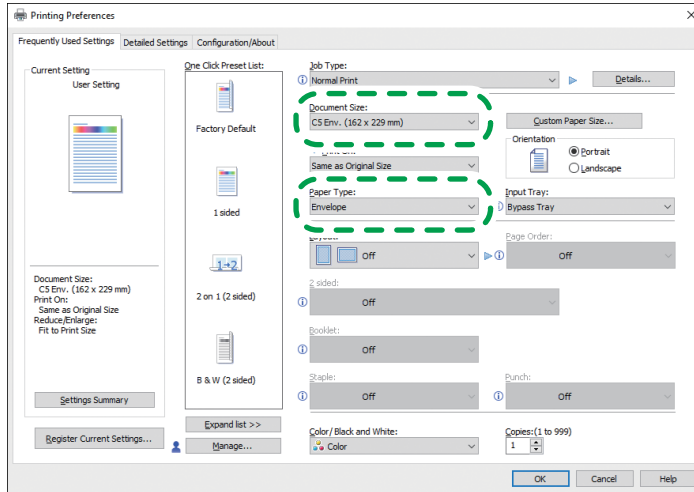 Printing Preferences
Frequently Used Settings Detailed Settings Configuration/About
Current Setting
User Setting
Document Size:
C5 Env. (162 x 229 mm)
Print On:
Same as Original Size
Reduce/Enlarge:
Fit to Print Size
Settings Summary
Register Current Settings...
One Click Preset List:
Factory Default
1 sided
1→2
2 on 1 (2 sided)
B & W (2 sided)
Expand list >>
Manage...
Job Type:
Normal Print
Details...
Document Size:
C5 Env. (162 x 229 mm)
Custom Paper Size...
Orientation
Portrait
Landscape
Same as Original Size
Paper Type:
Envelope
Input Tray:
Bypass Tray
Off
Page Order:
Off
2 sided:
Off
Booklet:
Off
Staple:
Off
Punch:
Off
Color/ Black and White:
Color
Copies:(1 to 999)
1
OK Cancel Help